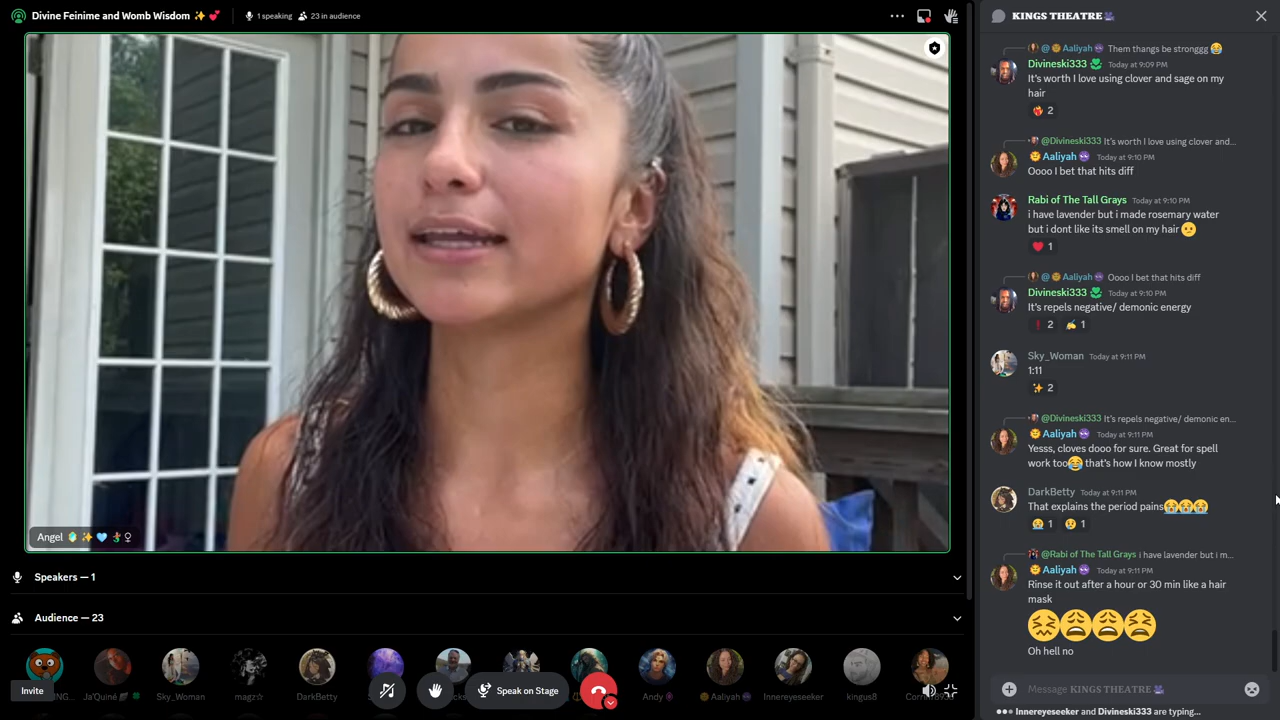 Divine Feinime and Womb Wisdom ✨ 💕
1 speaking
23 in audience
Angel
Speakers — 1
Audience — 23
Ja'Quiné
Sky_Woman
magz☆
DarkBetty
Andy
Aaliyah
Innereyeseeker
kingus8
Invite
Speak on Stage
KINGS THEATRE
@ Aaliyah Them thangs be stronggg 😂
Divineski333 Today at 9:09 PM
It's worth I love using clover and sage on my
hair
2
@Divineski333 It's worth I love using clover and...
Aaliyah Today at 9:10 PM
Oooo I bet that hits diff
Rabi of The Tall Grays Today at 9:10 PM
i have lavender but i made rosemary water
but i dont like its smell on my hair 😕
1
@ Aaliyah Oooo I bet that hits diff
Divineski333 Today at 9:10 PM
It's repels negative/ demonic energy
2 1
Sky_Woman Today at 9:11 PM
1:11
2
@Divineski333 It's repels negative/ demonic en...
Aaliyah Today at 9:11 PM
Yesss, cloves dooo for sure. Great for spell
work too😂 that's how I know mostly
DarkBetty Today at 9:11 PM
That explains the period pains😭😭😭
1 1
@Rabi of The Tall Grays i have lavender but i m...
Aaliyah Today at 9:11 PM
Rinse it out after a hour or 30 min like a hair
mask
😖😩😩😫
Oh hell no
Message KINGS THEATRE
Innereyeseeker and Divineski333 are typing...